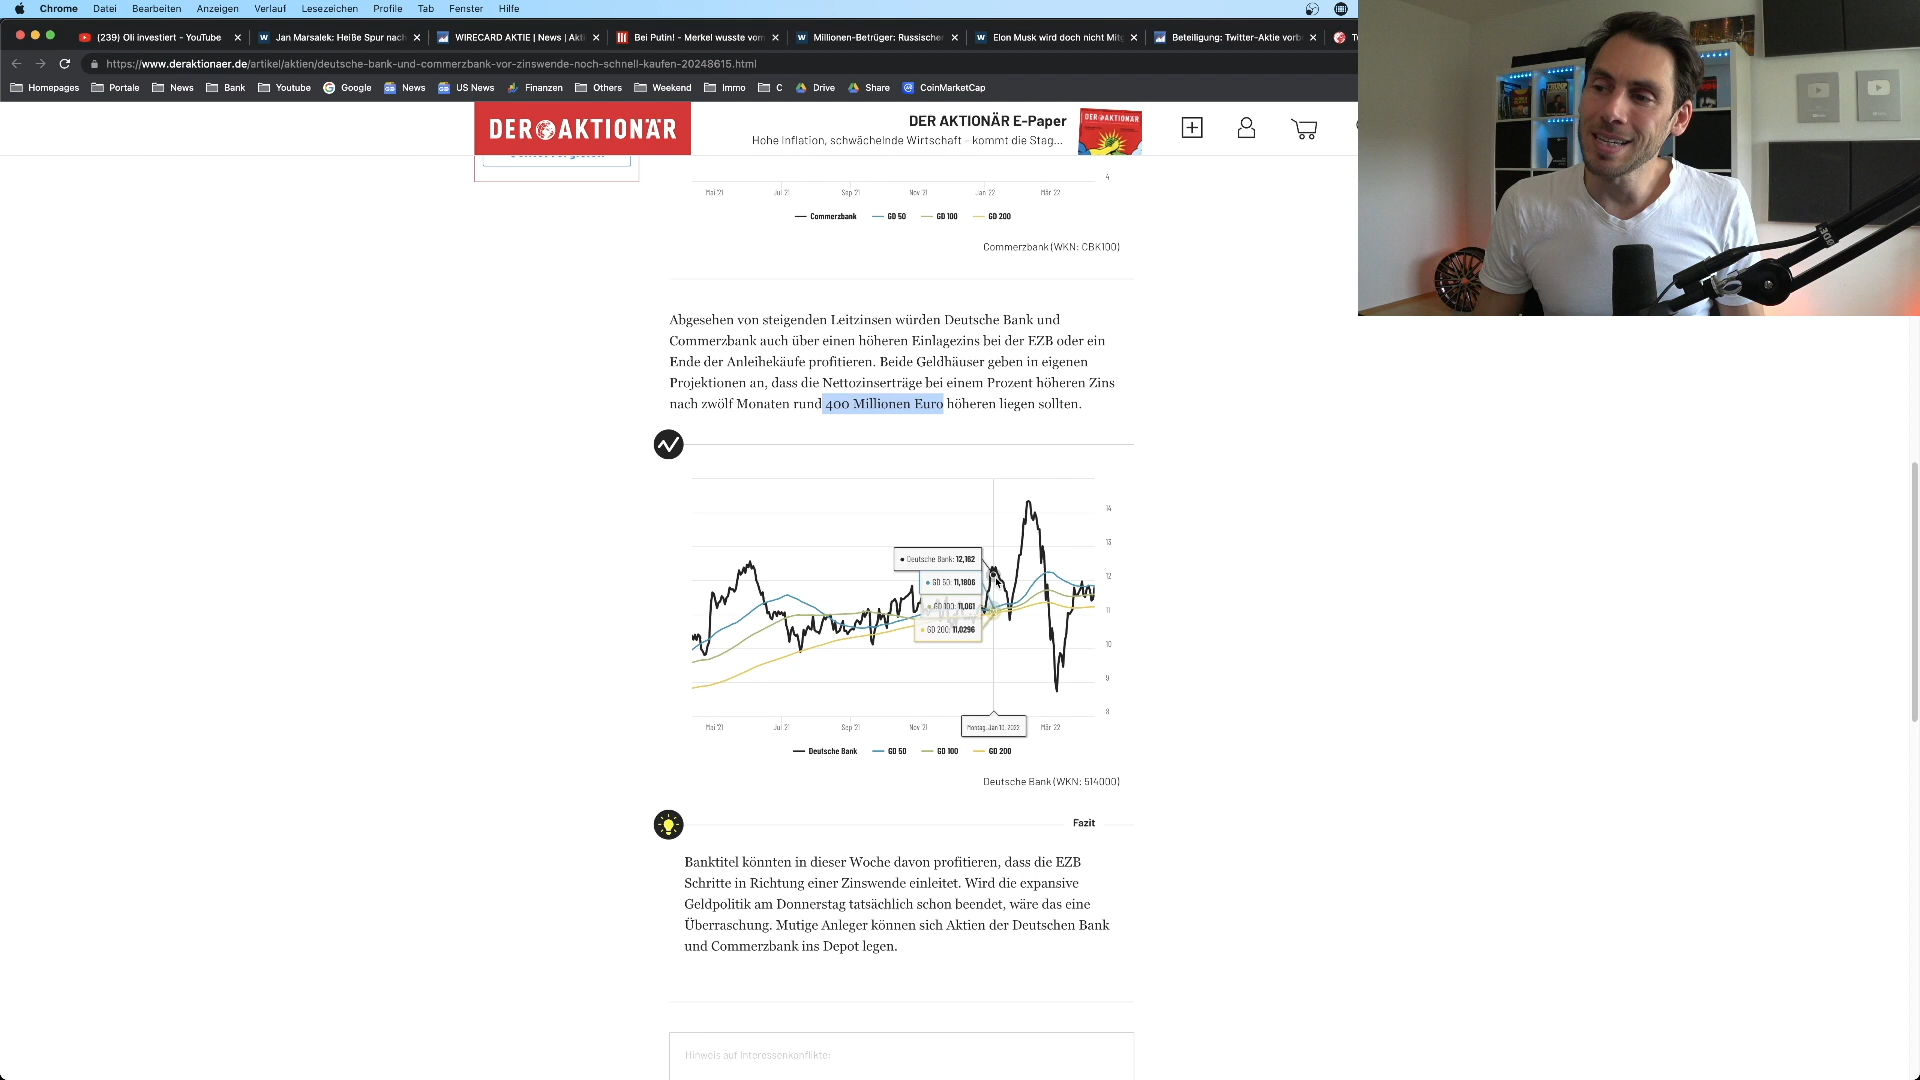 Chrome Datei Bearbeiten Anzeigen Verlauf Lesezeichen Profile Tab Fenster Hilfe
(239) Oli investiert - YouTube
Jan Marsalek: Heiße Spur nach
WIRECARD AKTIE | News | Akti
Bei Putin! - Merkel wusste von
Millionen-Betrüger: Russischer
Elon Musk wird doch nicht Mitg
Beteiligung: Twitter-Aktie vorb
https://www.deraktionaer.de/artikel/aktien/deutsche-bank-und-commerzbank-vor-zinswende-noch-schnell-kaufen-20248615.html
Homepages Portale News Bank Youtube Google News US News Finanzen Others Weekend Immo C Drive Share CoinMarketCap
DER AKTIONÄR
DER AKTIONÄR E-Paper
Hohe Inflation, schwächelnde Wirtschaft – kommt die Stag...
DER AKTIONÄR
4
Mai '21 Jul '21 Sep '21 Nov '21 Jan '22 Mär '22
Commerzbank GD 50 GD 100 GD 200
Commerzbank (WKN: CBK100)
Abgesehen von steigenden Leitzinsen würden Deutsche Bank und
Commerzbank auch über einen höheren Einlagezins bei der EZB oder ein
Ende der Anleihekäufe profitieren. Beide Geldhäuser geben in eigenen
Projektionen an, dass die Nettozinserträge bei einem Prozent höheren Zins
nach zwölf Monaten rund 400 Millionen Euro höheren liegen sollten.
14
13
Deutsche Bank: 12,162
12
GD 50: 11,1806
GD 100: 11,061
11
GD 200: 11,0296
10
9
8
Mai '21 Jul '21 Sep '21 Nov '21 Montag, Jan 10, 2022 Mär '22
Deutsche Bank GD 50 GD 100 GD 200
Deutsche Bank (WKN: 514000)
Fazit
Banktitel könnten in dieser Woche davon profitieren, dass die EZB
Schritte in Richtung einer Zinswende einleitet. Wird die expansive
Geldpolitik am Donnerstag tatsächlich schon beendet, wäre das eine
Überraschung. Mutige Anleger können sich Aktien der Deutschen Bank
und Commerzbank ins Depot legen.
Hinweis auf Interessenkonflikte: